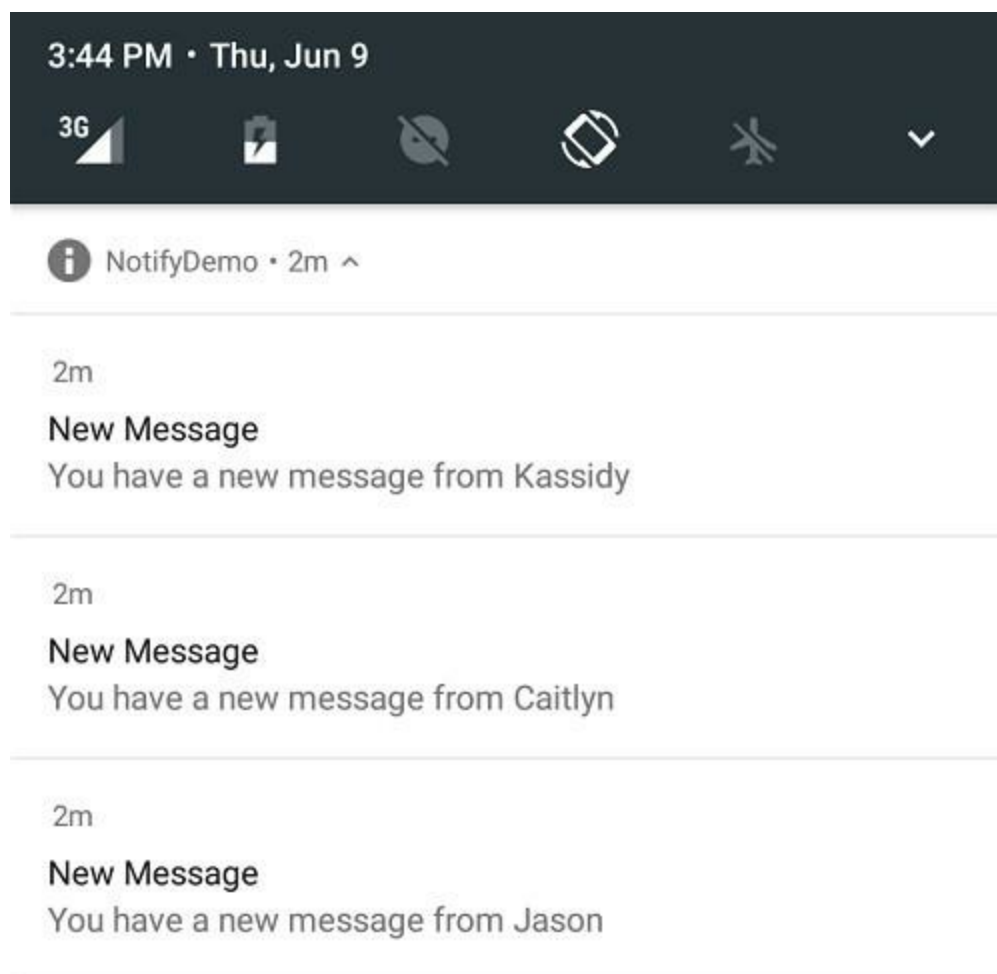 3:44 PM • Thu, Jun 9
3G
NotifyDemo • 2m
2m
New Message
You have a new message from Kassidy
2m
New Message
You have a new message from Caitlyn
2m
New Message
You have a new message from Jason